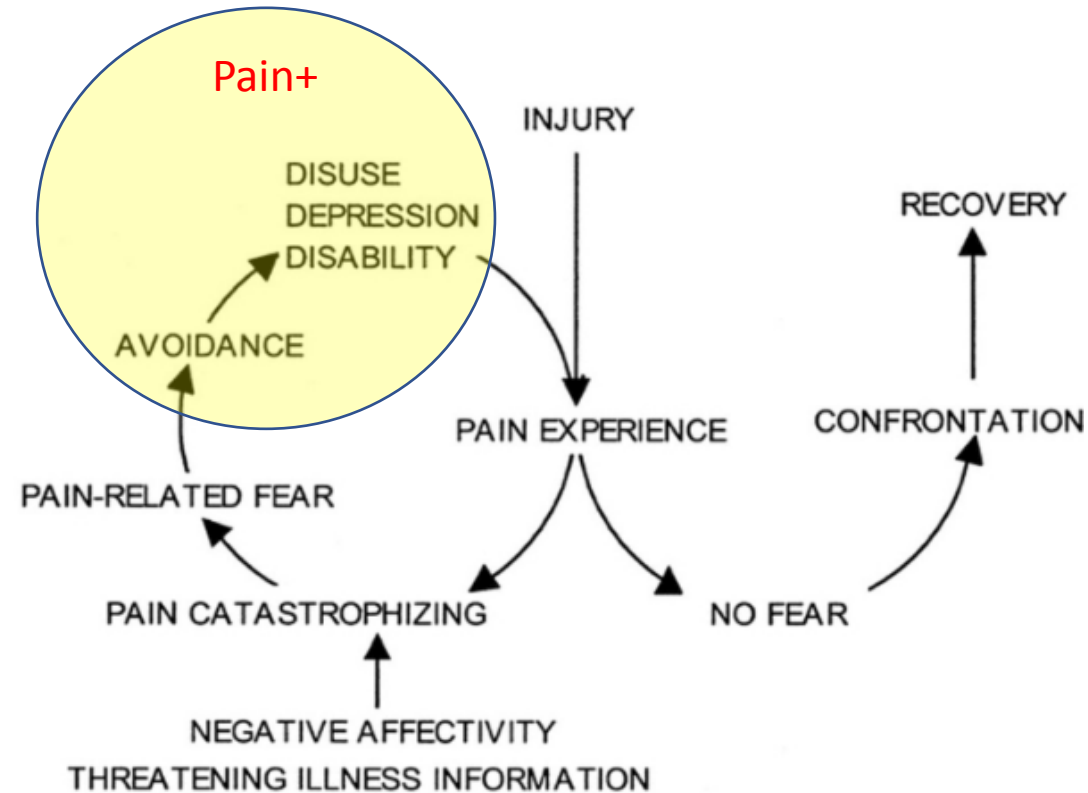 Pain+
INJURY
DISUSE
DEPRESSION
DISABILITY
RECOVERY
AVOIDANCE
PAIN EXPERIENCE
CONFRONTATION
PAIN-RELATED FEAR
PAIN CATASTROPHIZING
NO FEAR
NEGATIVE AFFECTIVITY
THREATENING ILLNESS INFORMATION